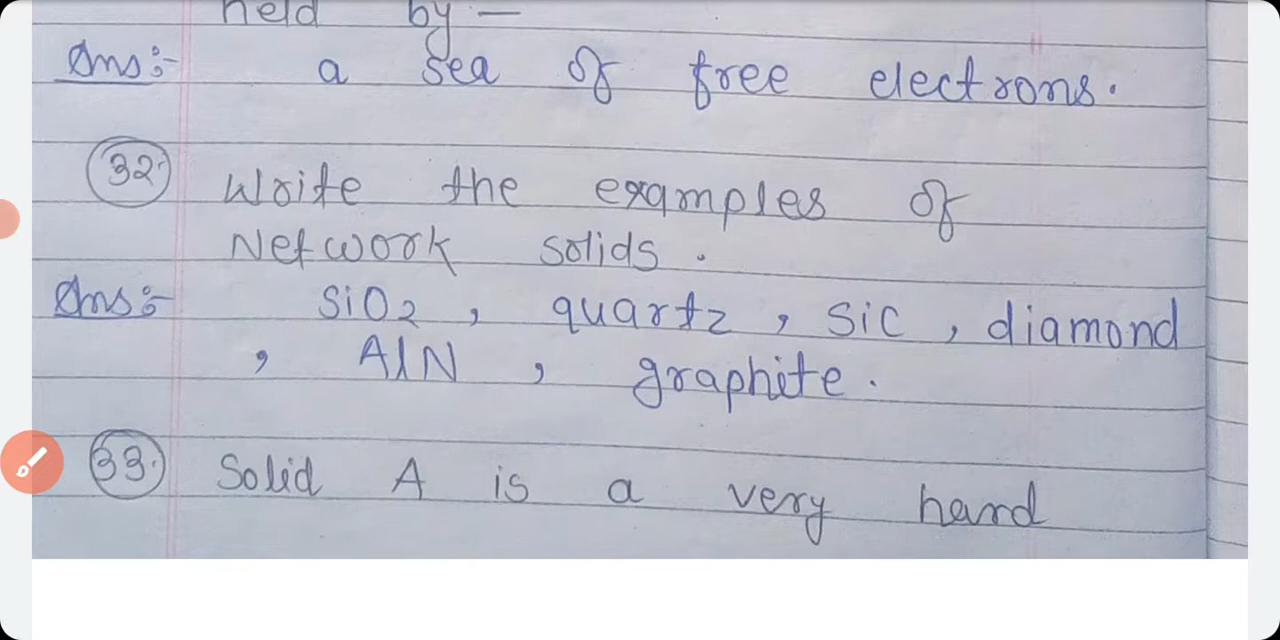 held by —
Ans:- a sea of free electrons.
32. Write the examples of
Network solids.
Ans:- SiO2, quartz, SiC, diamond
, AlN, graphite.
33. Solid A is a very hard